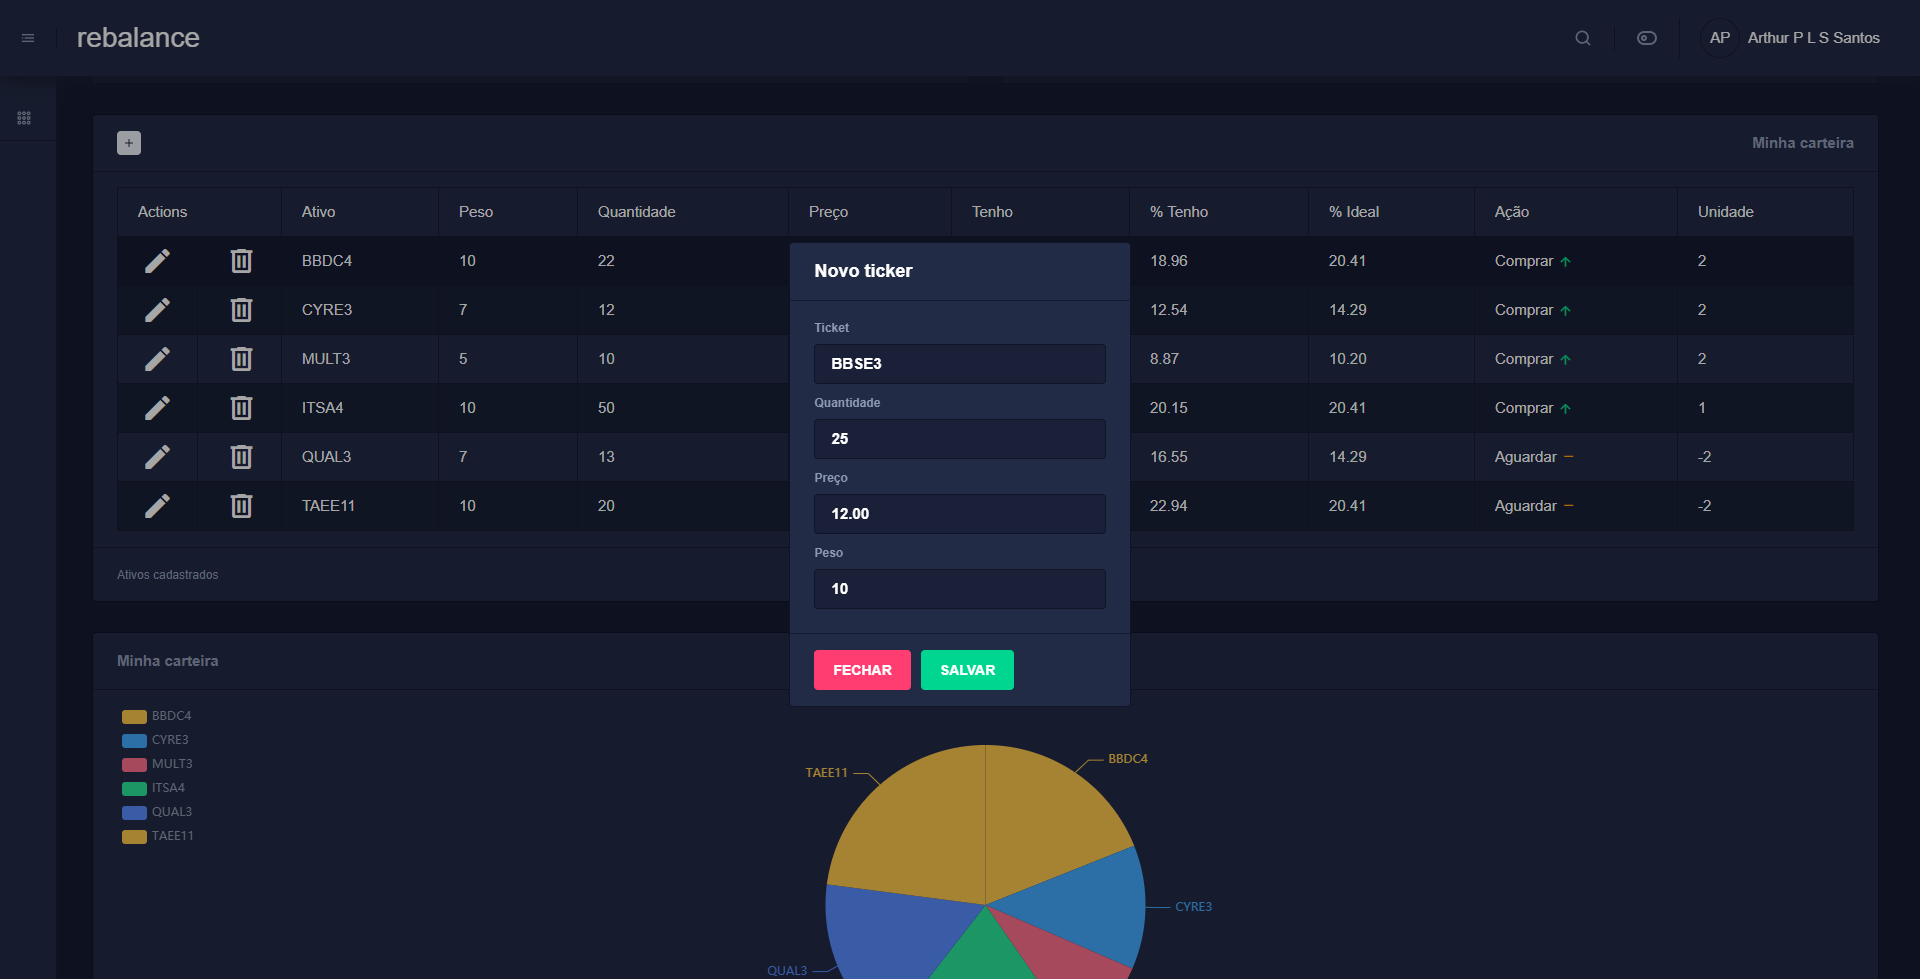 rebalance
AP Arthur P L S Santos
+ Minha carteira
Actions Ativo Peso Quantidade Preço Tenho % Tenho % Ideal Ação Unidade
BBDC4 10 22 18.96 20.41 Comprar 2
CYRE3 7 12 12.54 14.29 Comprar 2
MULT3 5 10 8.87 10.20 Comprar 2
ITSA4 10 50 20.15 20.41 Comprar 1
QUAL3 7 13 16.55 14.29 Aguardar -2
TAEE11 10 20 22.94 20.41 Aguardar -2
Ativos cadastrados
Novo ticker
Ticket
BBSE3
Quantidade
25
Preço
12.00
Peso
10
FECHAR SALVAR
Minha carteira
BBDC4
CYRE3
MULT3
ITSA4
QUAL3
TAEE11
TAEE11
BBDC4
CYRE3
QUAL3